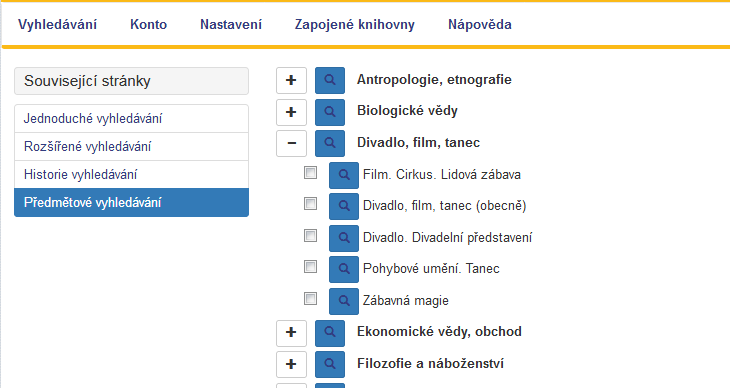 Vyhledávání Konto Nastavení Zapojené knihovny Nápověda
Související stránky
Jednoduché vyhledávání
Rozšířené vyhledávání
Historie vyhledávání
Předmětové vyhledávání
+ Antropologie, etnografie
+ Biologické vědy
− Divadlo, film, tanec
Film. Cirkus. Lidová zábava
Divadlo, film, tanec (obecně)
Divadlo. Divadelní představení
Pohybové umění. Tanec
Zábavná magie
+ Ekonomické vědy, obchod
+ Filozofie a náboženství